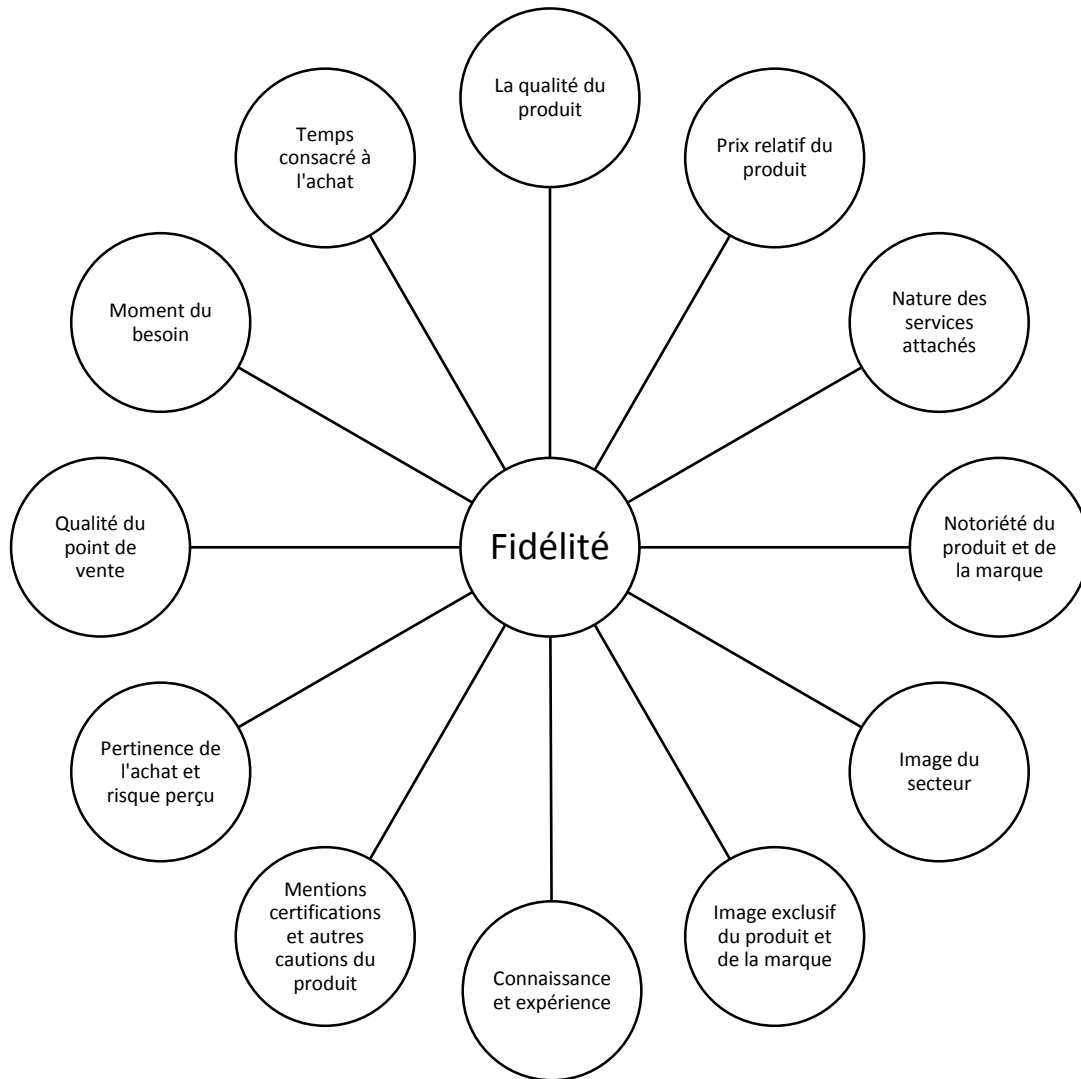 La qualité du
produit
Prix relatif du
produit
Nature des
services
attachés
Notoriété du
produit et de
la marque
Image du
secteur
Image exclusif
du produit et
de la marque
Connaissance
et expérience
Mentions
certifications
et autres
cautions du
produit
Pertinence de
l'achat et
risque perçu
Qualité du
point de
vente
Moment du
besoin
Temps
consacré à
l'achat
Fidélité